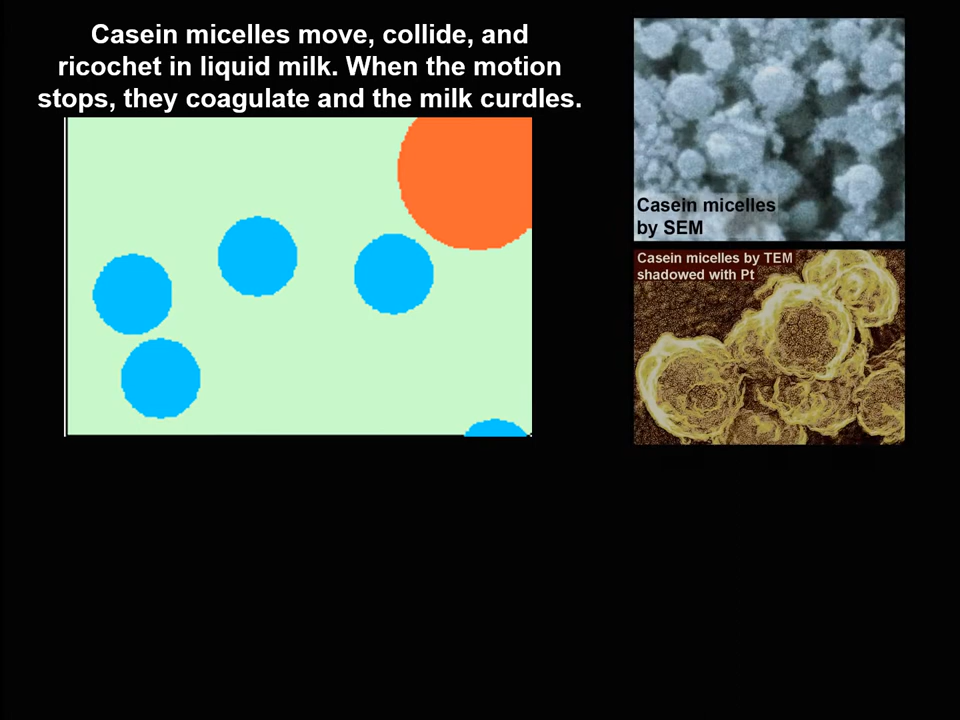 Casein micelles move, collide, and
ricochet in liquid milk. When the motion
stops, they coagulate and the milk curdles.
Casein micelles
by SEM
Casein micelles by TEM
shadowed with Pt